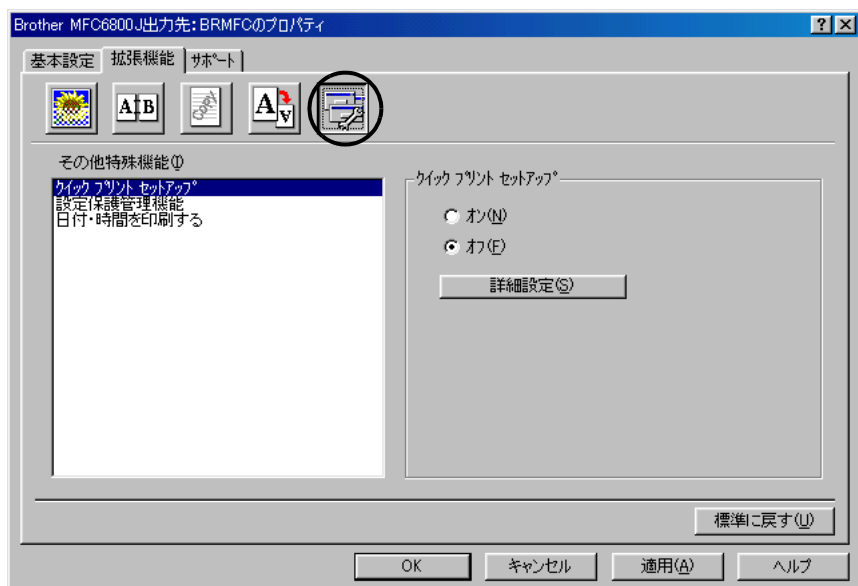 Brother MFC6800J出力先: BRMFCのプロパティ
基本設定 拡張機能 ｻﾎﾟｰﾄ
A B
A A
その他特殊機能(I)
ｸｲｯｸ ﾌﾟﾘﾝﾄ ｾｯﾄｱｯﾌﾟ
設定保護管理機能
日付・時間を印刷する
ｸｲｯｸ ﾌﾟﾘﾝﾄ ｾｯﾄｱｯﾌﾟ
ｵﾝ(N)
ｵﾌ(F)
詳細設定(S)
標準に戻す(U)
OK ｷｬﾝｾﾙ 適用(A) ﾍﾙﾌﾟ